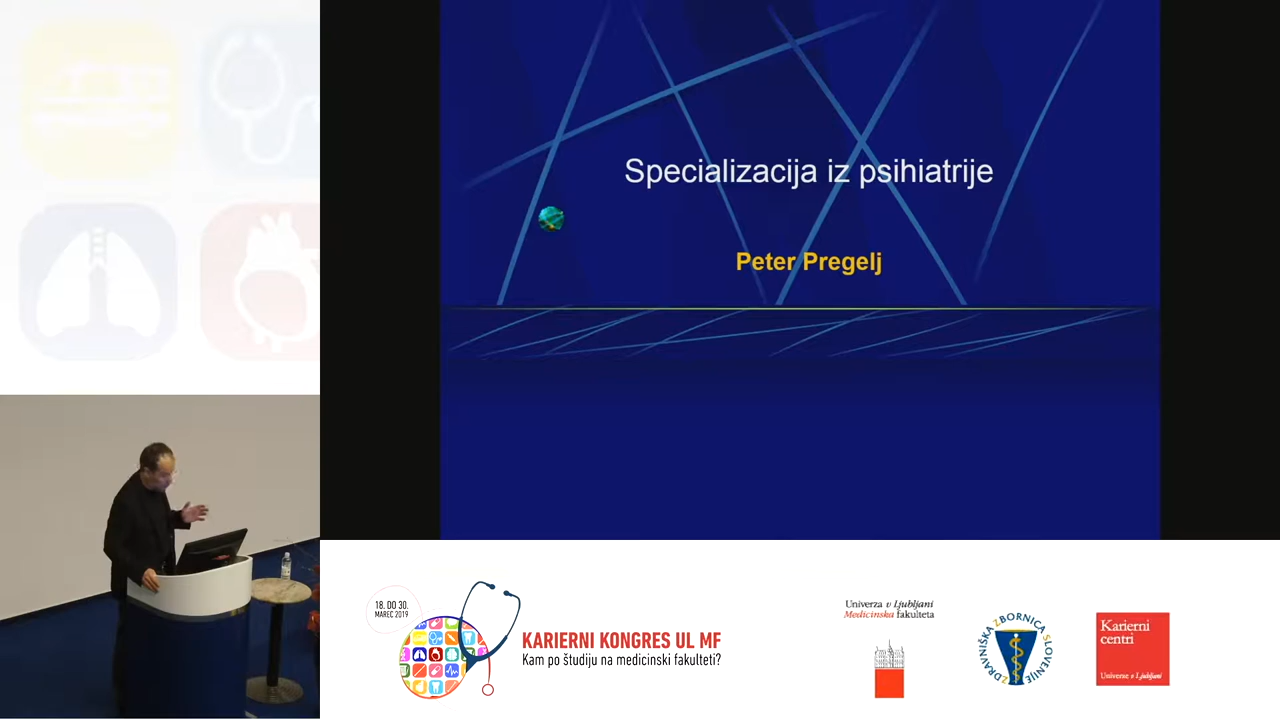 Specializacija iz psihiatrije
Peter Pregelj
18. DO 30.
MAREC 2019
KARIERNI KONGRES UL MF
Kam po študiju na medicinski fakulteti?
Univerza v Ljubljani
Medicinska fakulteta
ZDRAVNIŠKA ZBORNICA SLOVENIJE
Karierni
centri
Univerze v Ljubljani